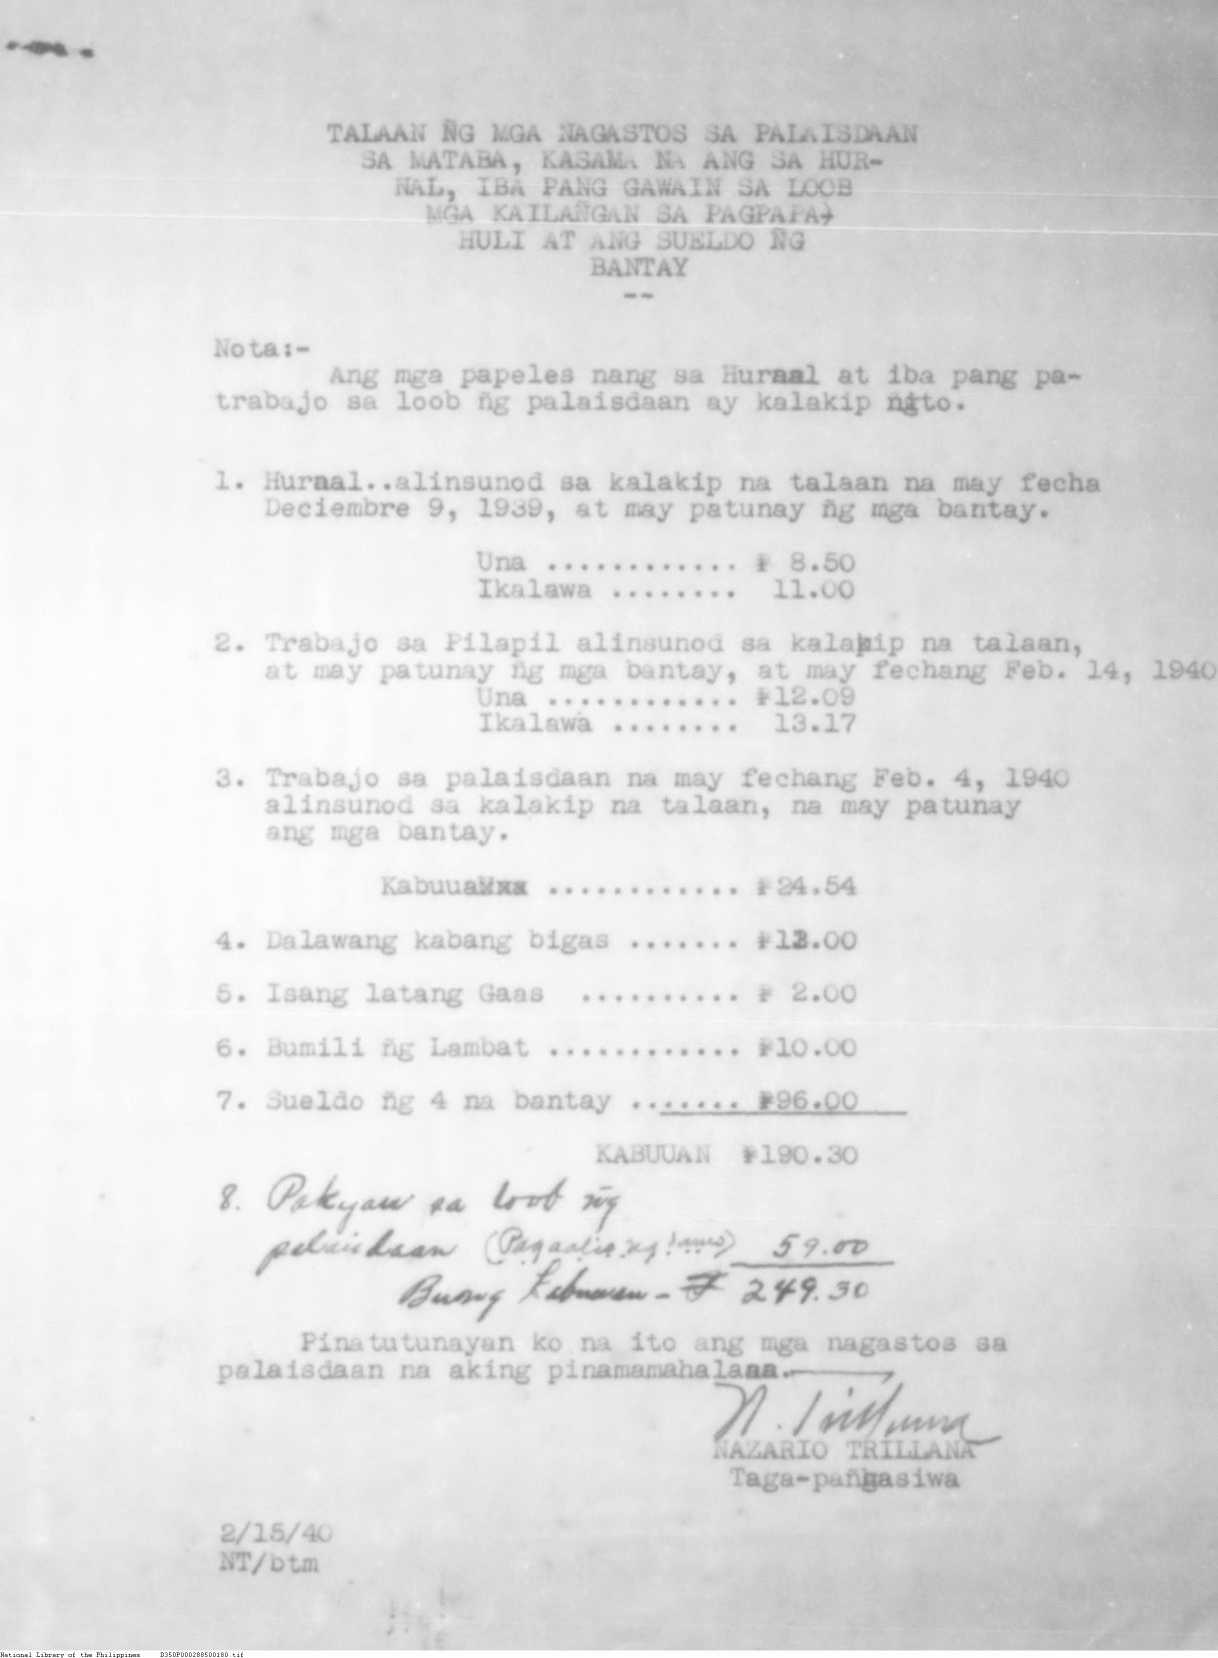 TALAAN ÑG MGA NAGASTOS SA PALAISDAAN
SA MATABA, KASAMA NA ANG SA HUR-
NAL, IBA PANG GAWAIN SA LOOB
MGA KAILAÑGAN SA PAGPAPA-
HULI AT ANG SUELDO ÑG
BANTAY
--
Nota:-
Ang mga papeles nang sa Hurnal at iba pang pa-
trabajo sa loob ñg palaisdaan ay kalakip ñito.
1. Hurnal..alinsunod sa kalakip na talaan na may fecha
Deciembre 9, 1939, at may patunay ñg mga bantay.
Una ............ ₱ 8.50
Ikalawa ........ 11.00
2. Trabajo sa Pilapil alinsunod sa kalakip na talaan,
at may patunay ñg mga bantay, at may fechang Feb. 14, 1940
Una ............ ₱12.09
Ikalawa ........ 13.17
3. Trabajo sa palaisdaan na may fechang Feb. 4, 1940
alinsunod sa kalakip na talaan, na may patunay
ang mga bantay.
Kabuuan ............ ₱24.54
4. Dalawang kabang bigas ....... ₱13.00
5. Isang latang Gaas .......... ₱ 2.00
6. Bumili ñg Lambat ............ ₱10.00
7. Sueldo ñg 4 na bantay ....... ₱96.00
KABUUAN ₱190.30
8. Pakyaw sa loob ñg
palaisdaan (Pagaalis ng 59.00
Buong Kabuuan - ₱ 249.30
Pinatutunayan ko na ito ang mga nagastos sa
palaisdaan na aking pinamamahalaan.
N. Trillana
NAZARIO TRILLANA
Taga-pañgasiwa
2/15/40
NT/btm
National Library of the Philippines D350P000288500180.tif